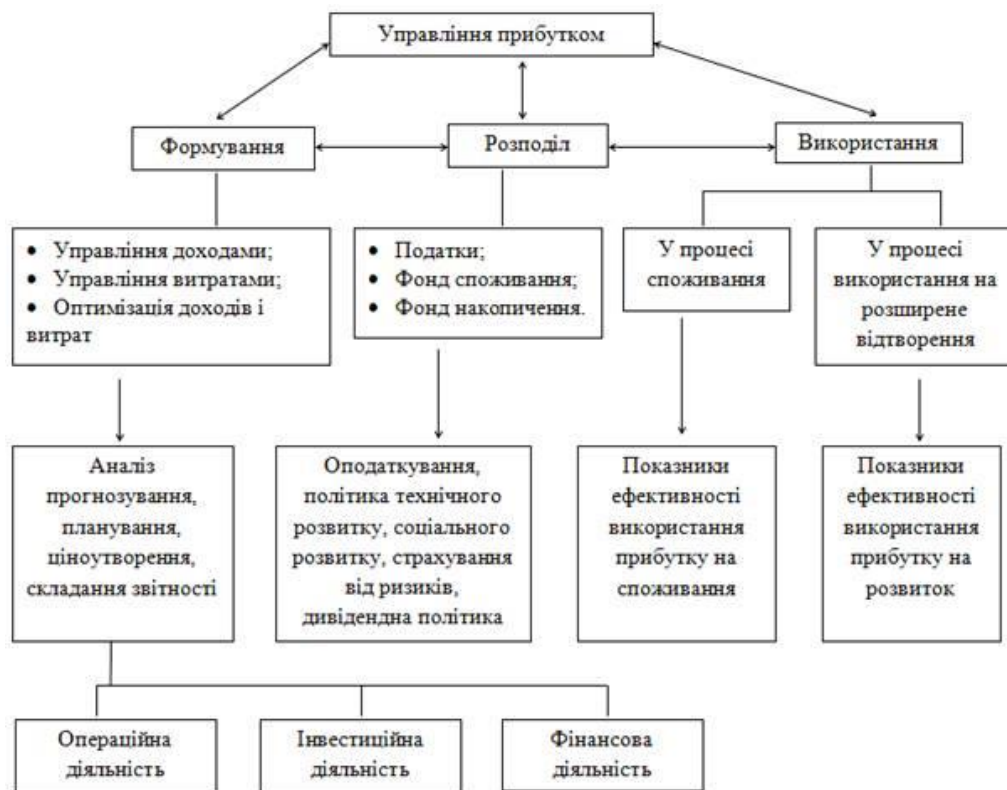 Управління прибутком
Формування
Розподіл
Використання
• Управління доходами;
• Управління витратами;
• Оптимізація доходів і
витрат
• Податки;
• Фонд споживання;
• Фонд накопичення.
У процесі
споживання
У процесі
використання на
розширене
відтворення
Аналіз
прогнозування,
планування,
ціноутворення,
складання звітності
Оподаткування,
політика технічного
розвитку, соціального
розвитку, страхування
від ризиків,
дивідендна політика
Показники
ефективності
використання
прибутку на
споживання
Показники
ефективності
використання
прибутку на
розвиток
Операційна
діяльність
Інвестиційна
діяльність
Фінансова
діяльність